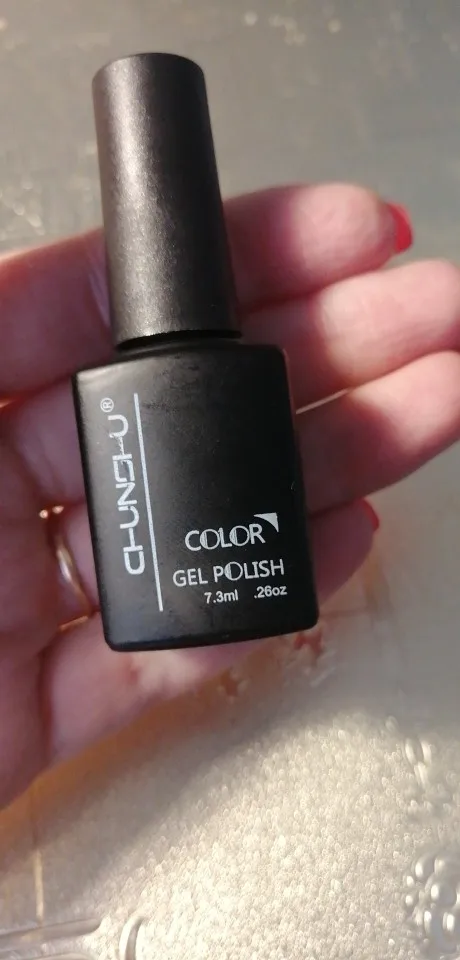 CHUNSHU®
COLOR
GEL POLISH
7.3ml .26oz